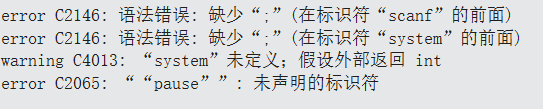 error C2146: 语法错误: 缺少“;”(在标识符“scanf”的前面)
error C2146: 语法错误: 缺少“;”(在标识符“system”的前面)
warning C4013: “system”未定义；假设外部返回 int
error C2065: ““pause””: 未声明的标识符